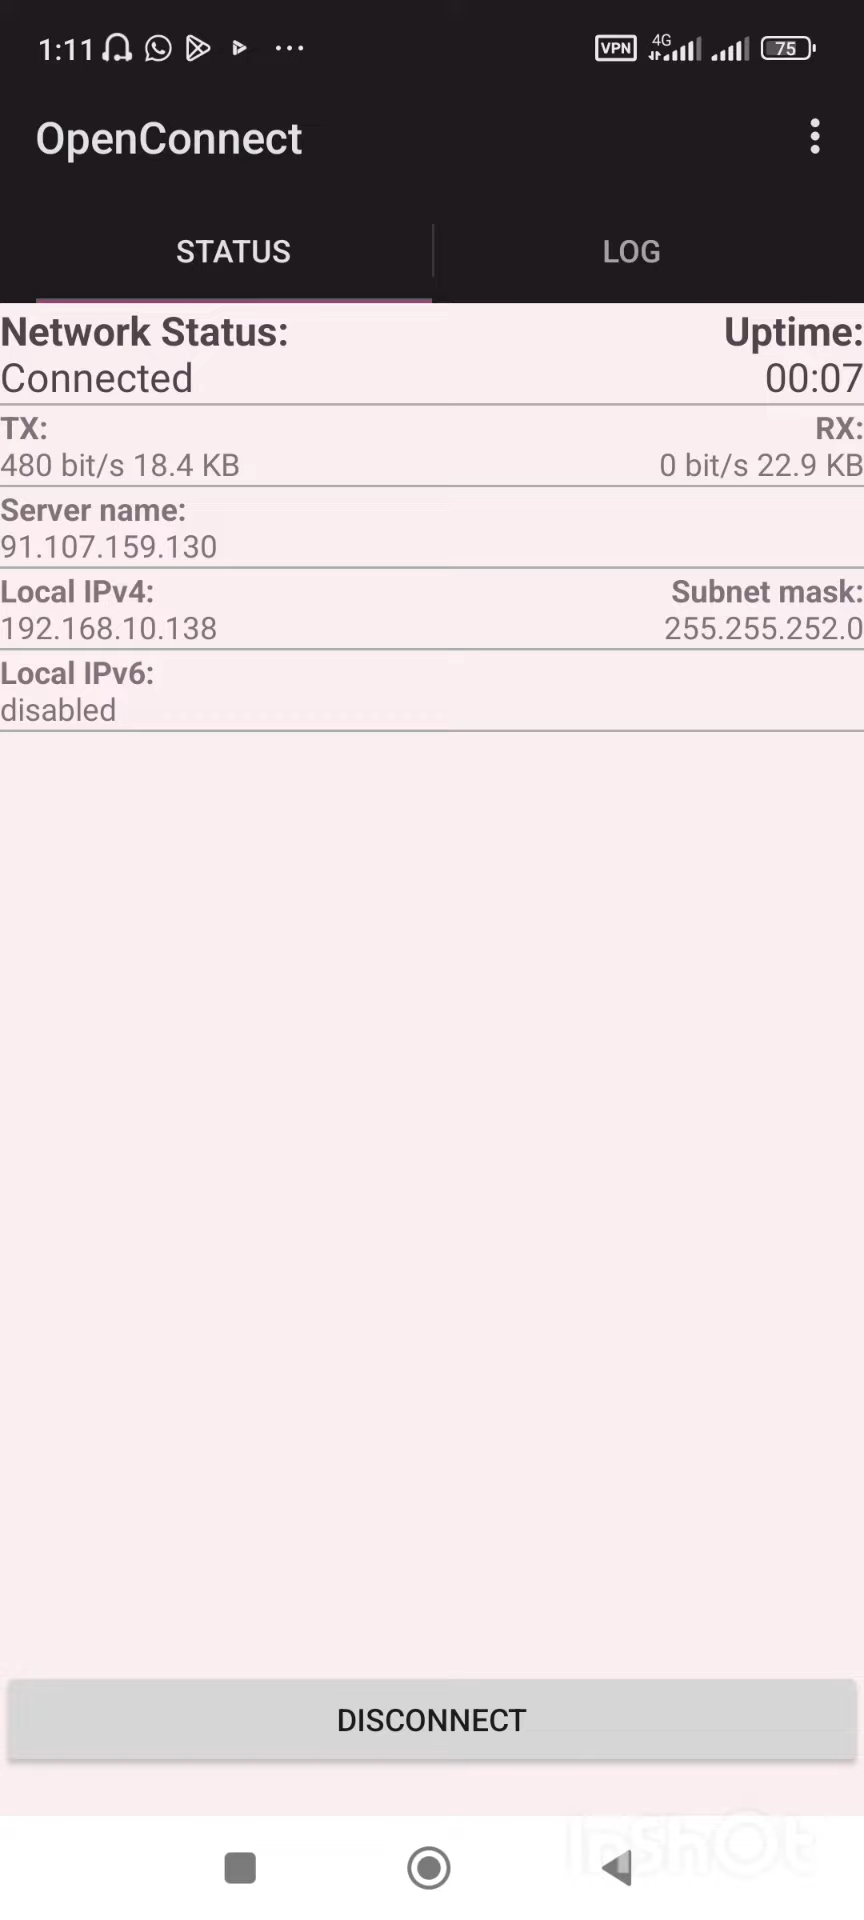 1:11
VPN 4G 75
OpenConnect
STATUS LOG
Network Status: Uptime:
Connected 00:07
TX: RX:
480 bit/s 18.4 KB 0 bit/s 22.9 KB
Server name:
91.107.159.130
Local IPv4: Subnet mask:
192.168.10.138 255.255.252.0
Local IPv6:
disabled
DISCONNECT
InshOt